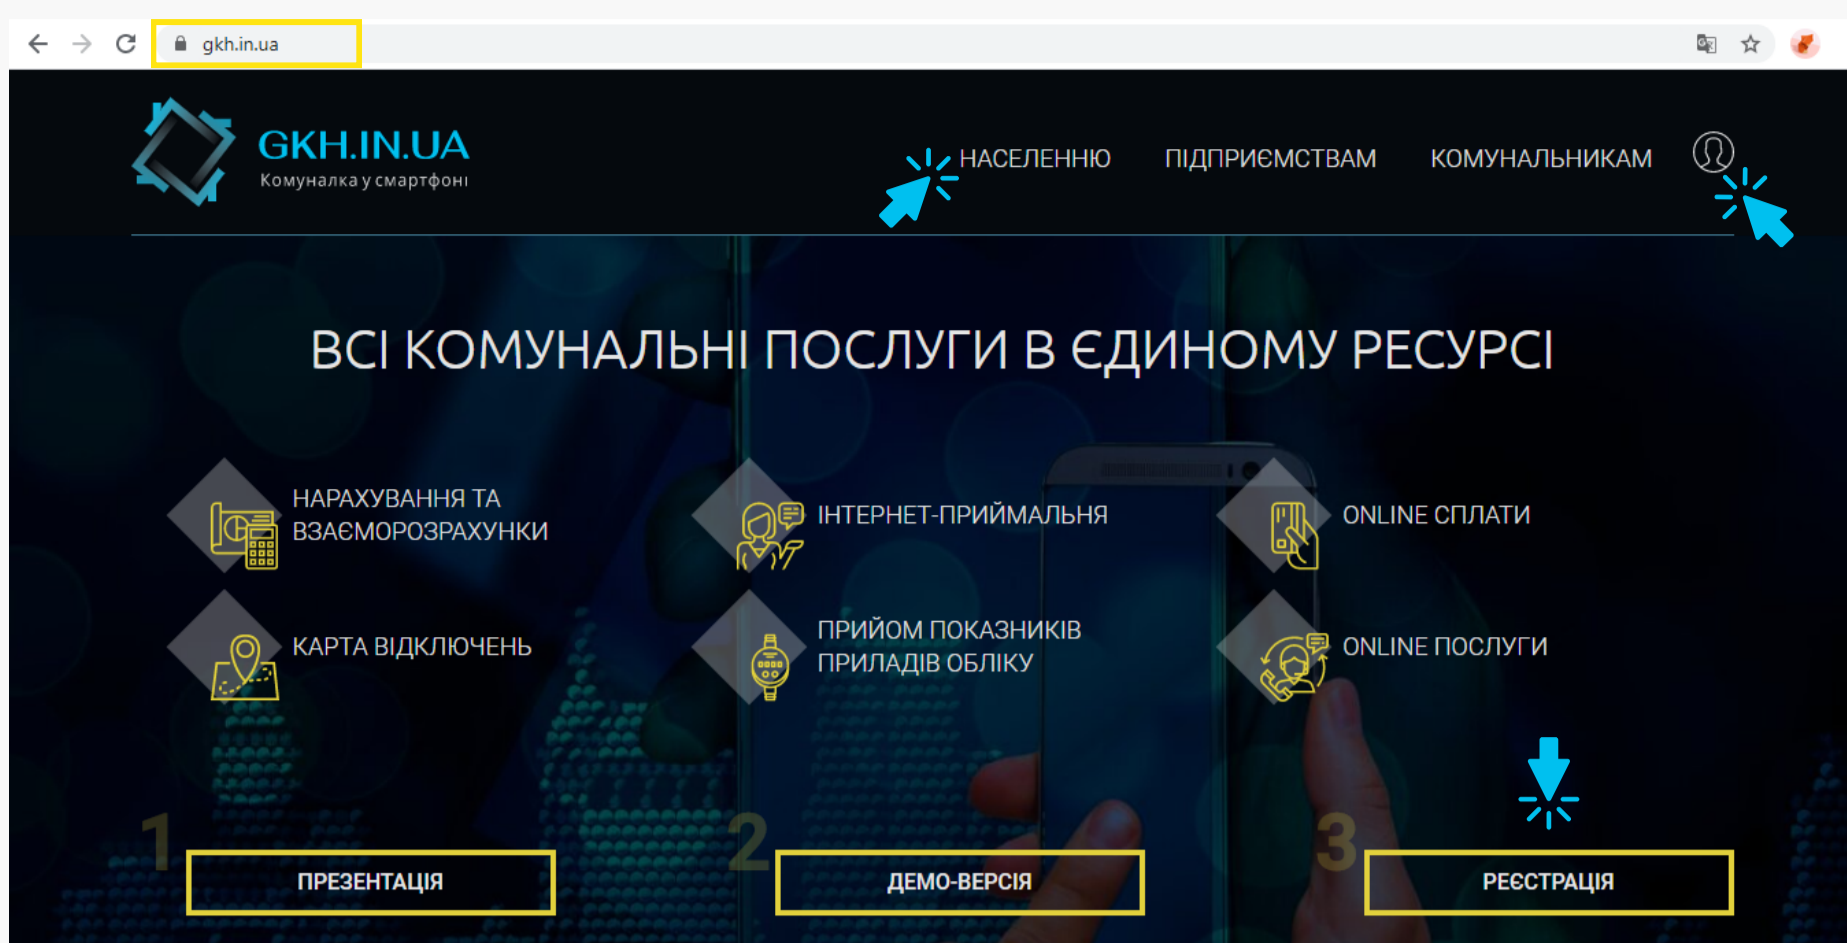 gkh.in.ua
GKH.IN.UA
Комуналка у смартфоні
НАСЕЛЕННЮ
ПІДПРИЄМСТВАМ
КОМУНАЛЬНИКАМ
ВСІ КОМУНАЛЬНІ ПОСЛУГИ В ЄДИНОМУ РЕСУРСІ
НАРАХУВАННЯ ТА
ВЗАЄМОРОЗРАХУНКИ
ІНТЕРНЕТ-ПРИЙМАЛЬНЯ
ONLINE СПЛАТИ
КАРТА ВІДКЛЮЧЕНЬ
ПРИЙОМ ПОКАЗНИКІВ
ПРИЛАДІВ ОБЛІКУ
ONLINE ПОСЛУГИ
1
ПРЕЗЕНТАЦІЯ
2
ДЕМО-ВЕРСІЯ
3
РЕЄСТРАЦІЯ